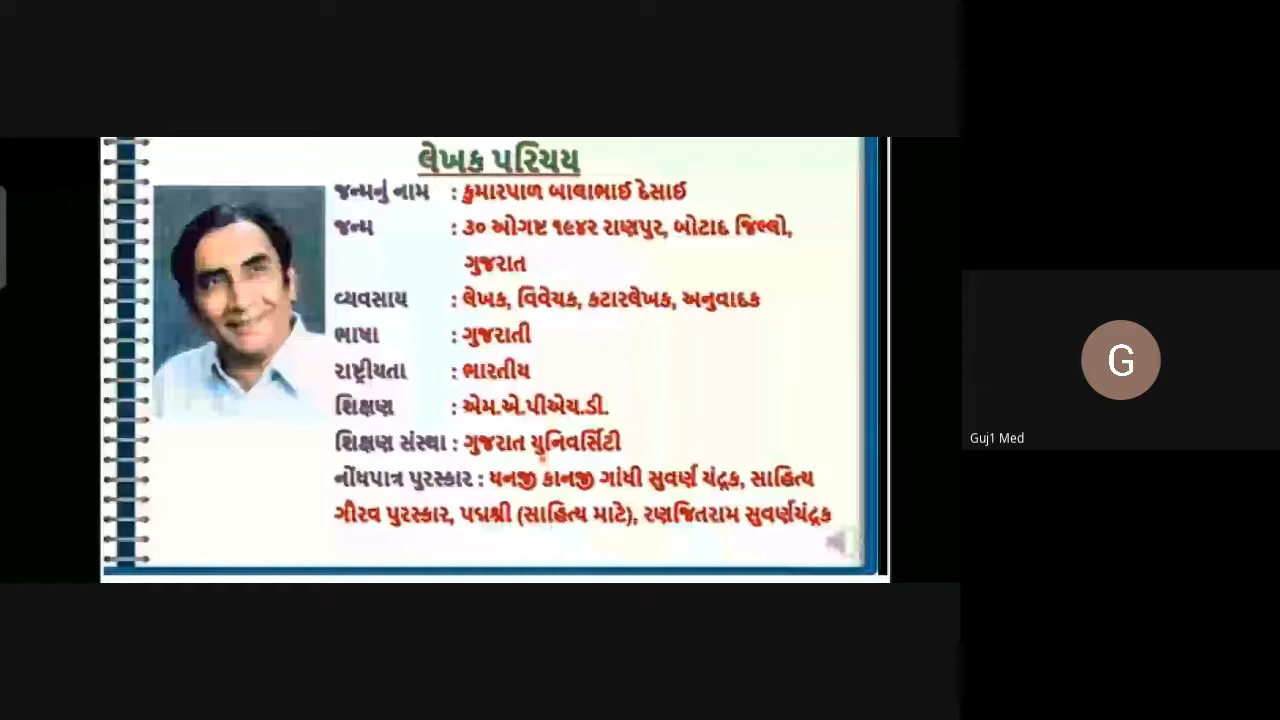 લેખક પરિચય
જન્મનું નામ : કુમારપાળ બાલાભાઈ દેસાઈ
જન્મ : ૩૦ ઓગષ્ટ ૧૯૪ર રાણપુર, બોટાદ જિલ્લો,
ગુજરાત
વ્યવસાય : લેખક, વિવેચક, કટારલેખક, અનુવાદક
ભાષા : ગુજરાતી
રાષ્ટ્રીયતા : ભારતીય
શિક્ષણ : એમ.એ.પીએચ.ડી.
શિક્ષણ સંસ્થા : ગુજરાત યુનિવર્સિટી
નોંધપાત્ર પુરસ્કાર : ધનજી કાનજી ગાંધી સુવર્ણ ચંદ્રક, સાહિત્ય
ગૌરવ પુરસ્કાર, પદ્મશ્રી (સાહિત્ય માટે), રણજિતરામ સુવર્ણચંદ્રક
G
Guj1 Med